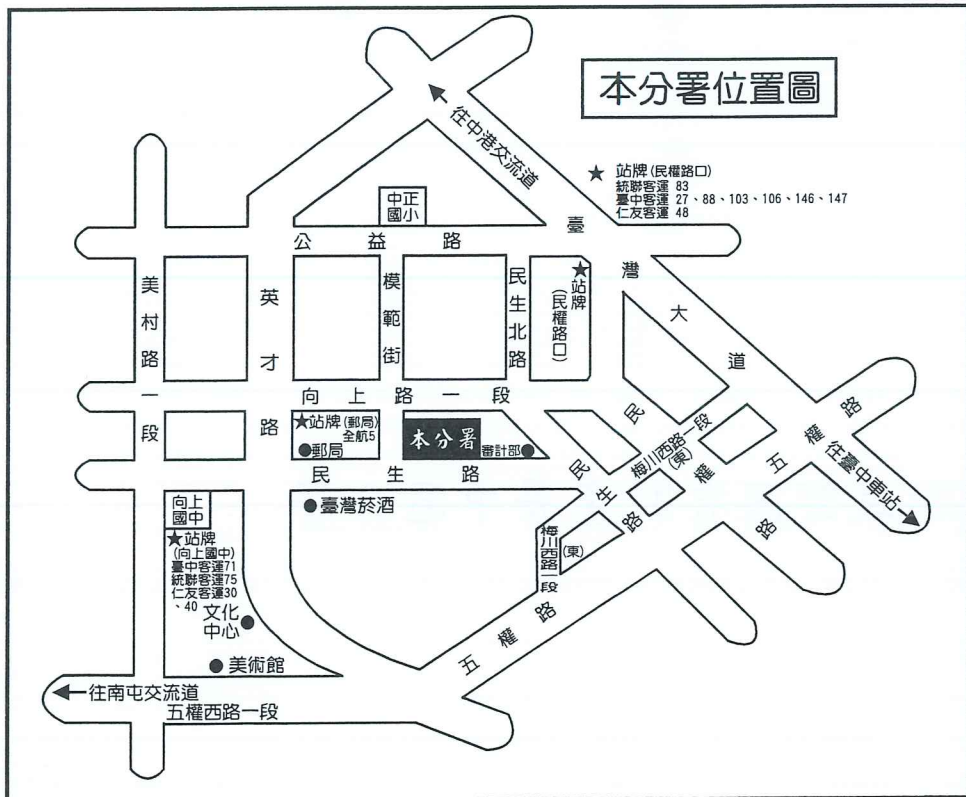 本分署位置圖
往中港交流道
★ 站牌(民權路口)
統聯客運 83
臺中客運 27、88、103、106、146、147
仁友客運 48
中正
國小
公益路
臺灣大道
美村路一段
英才路
模範街
民生北路
★站牌
(民權路口)
向上路一段
★站牌(郵局)
全航5
●郵局
本分署
審計部●
民生路
民權路
民生路
梅川西路一段
(東)
五權路
往臺中車站
向上
國中
●臺灣菸酒
★站牌
(向上國中)
臺中客運71
統聯客運75
仁友客運30
、40
文化
中心●
●美術館
梅川西路一段
(東)
五權路
往南屯交流道
五權西路一段